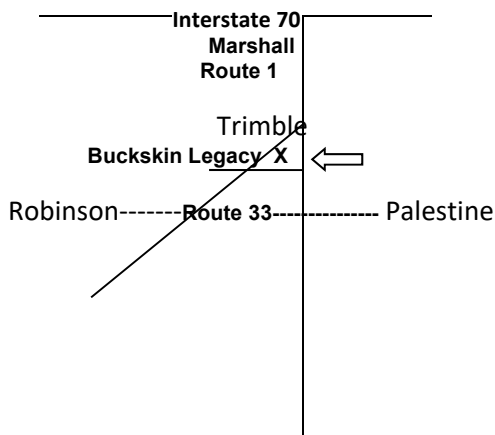 Interstate 70
Marshall
Route 1
Trimble
Buckskin Legacy X
Robinson------Route 33--------------- Palestine